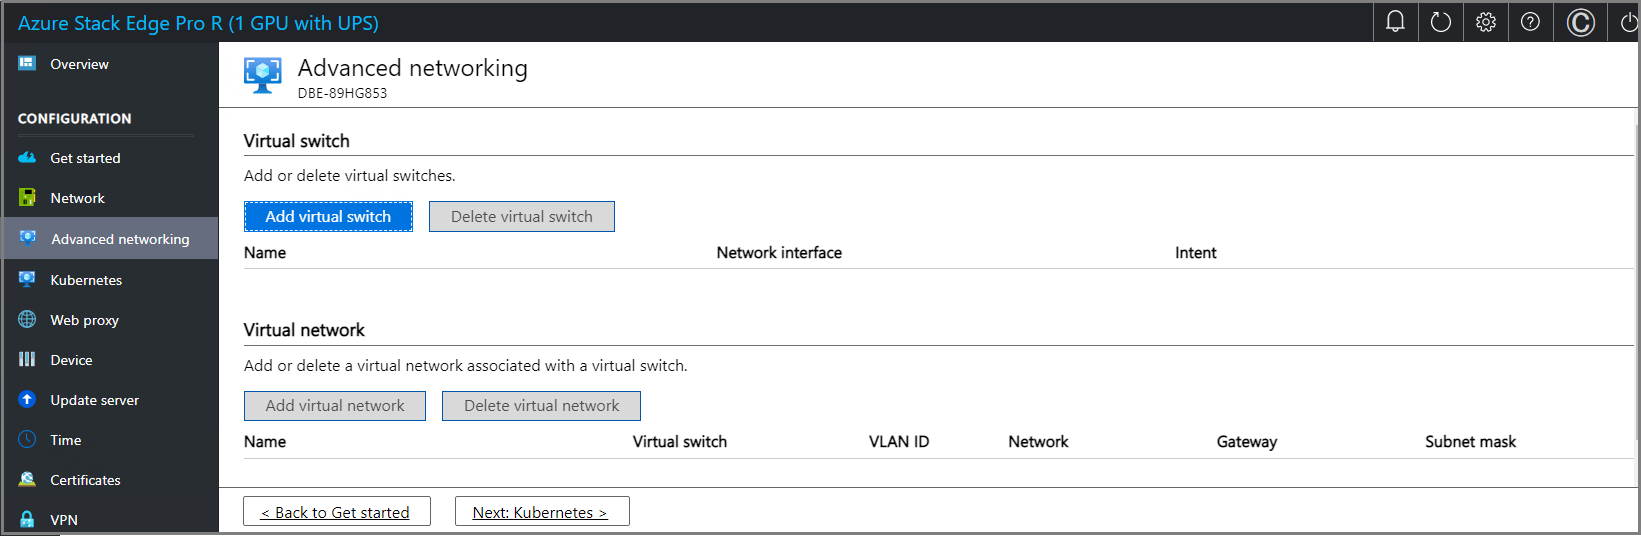 Azure Stack Edge Pro R (1 GPU with UPS)
Overview
CONFIGURATION
Get started
Network
Advanced networking
Kubernetes
Web proxy
Device
Update server
Time
Certificates
VPN
Advanced networking
DBE-89HG853
Virtual switch
Add or delete virtual switches.
Add virtual switch Delete virtual switch
Name Network interface Intent
Virtual network
Add or delete a virtual network associated with a virtual switch.
Add virtual network Delete virtual network
Name Virtual switch VLAN ID Network Gateway Subnet mask
< Back to Get started Next: Kubernetes >